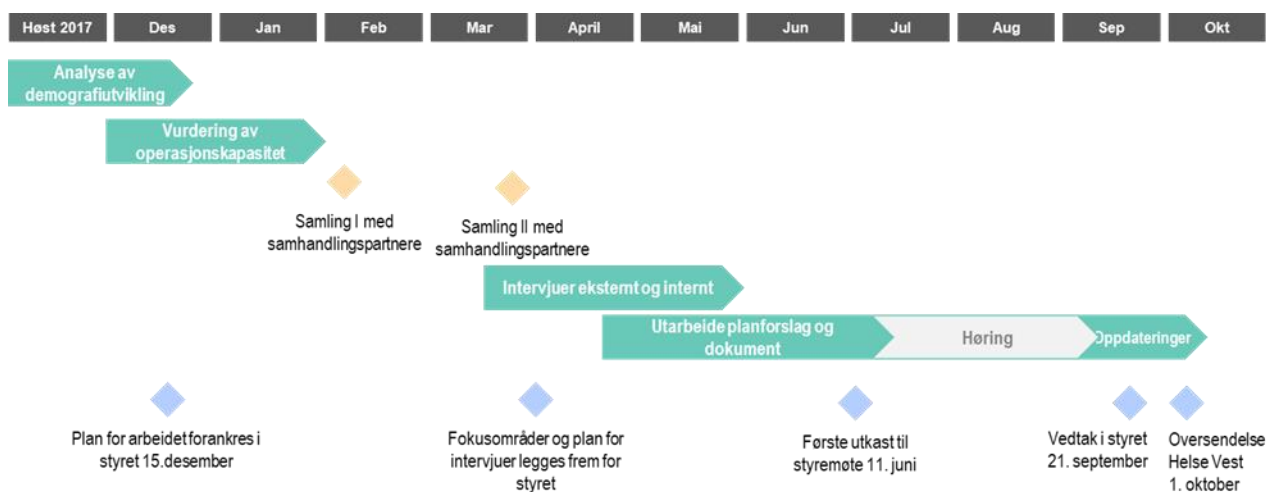 Høst 2017
Des
Jan
Feb
Mar
April
Mai
Jun
Jul
Aug
Sep
Okt
Analyse av
demografiutvikling
Vurdering av
operasjonskapasitet
Samling I med
samhandlingspartnere
Samling II med
samhandlingspartnere
Intervjuer eksternt og internt
Utarbeide planforslag og
dokument
Høring
Oppdateringer
Plan for arbeidet forankres i
styret 15.desember
Fokusområder og plan for
intervjuer legges frem for
styret
Første utkast til
styremøte 11. juni
Vedtak i styret
21. september
Oversendelse
Helse Vest
1. oktober